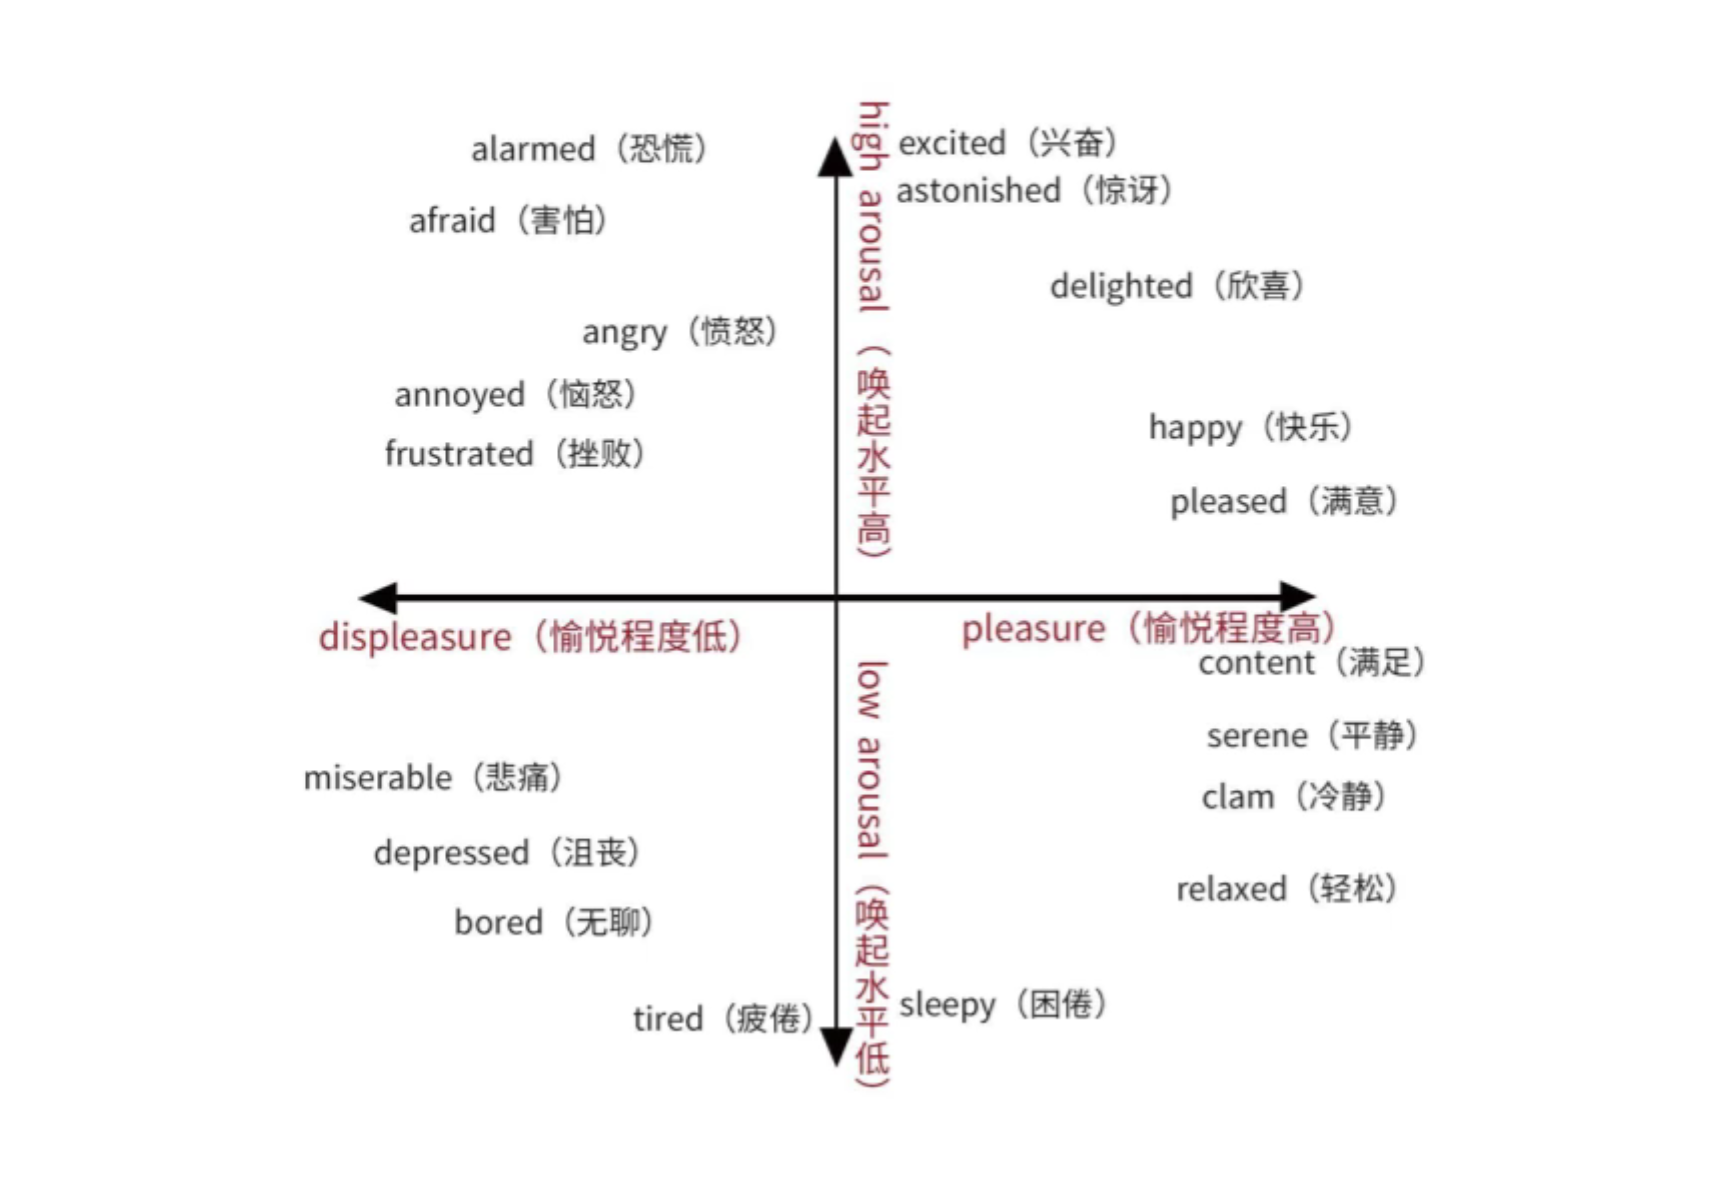 high arousal（唤起水平高）
alarmed（恐慌）
excited（兴奋）
astonished（惊讶）
afraid（害怕）
delighted（欣喜）
angry（愤怒）
annoyed（恼怒）
happy（快乐）
frustrated（挫败）
pleased（满意）
displeasure（愉悦程度低）
pleasure（愉悦程度高）
content（满足）
low arousal（唤起水平低）
serene（平静）
miserable（悲痛）
clam（冷静）
depressed（沮丧）
relaxed（轻松）
bored（无聊）
tired（疲倦）
sleepy（困倦）